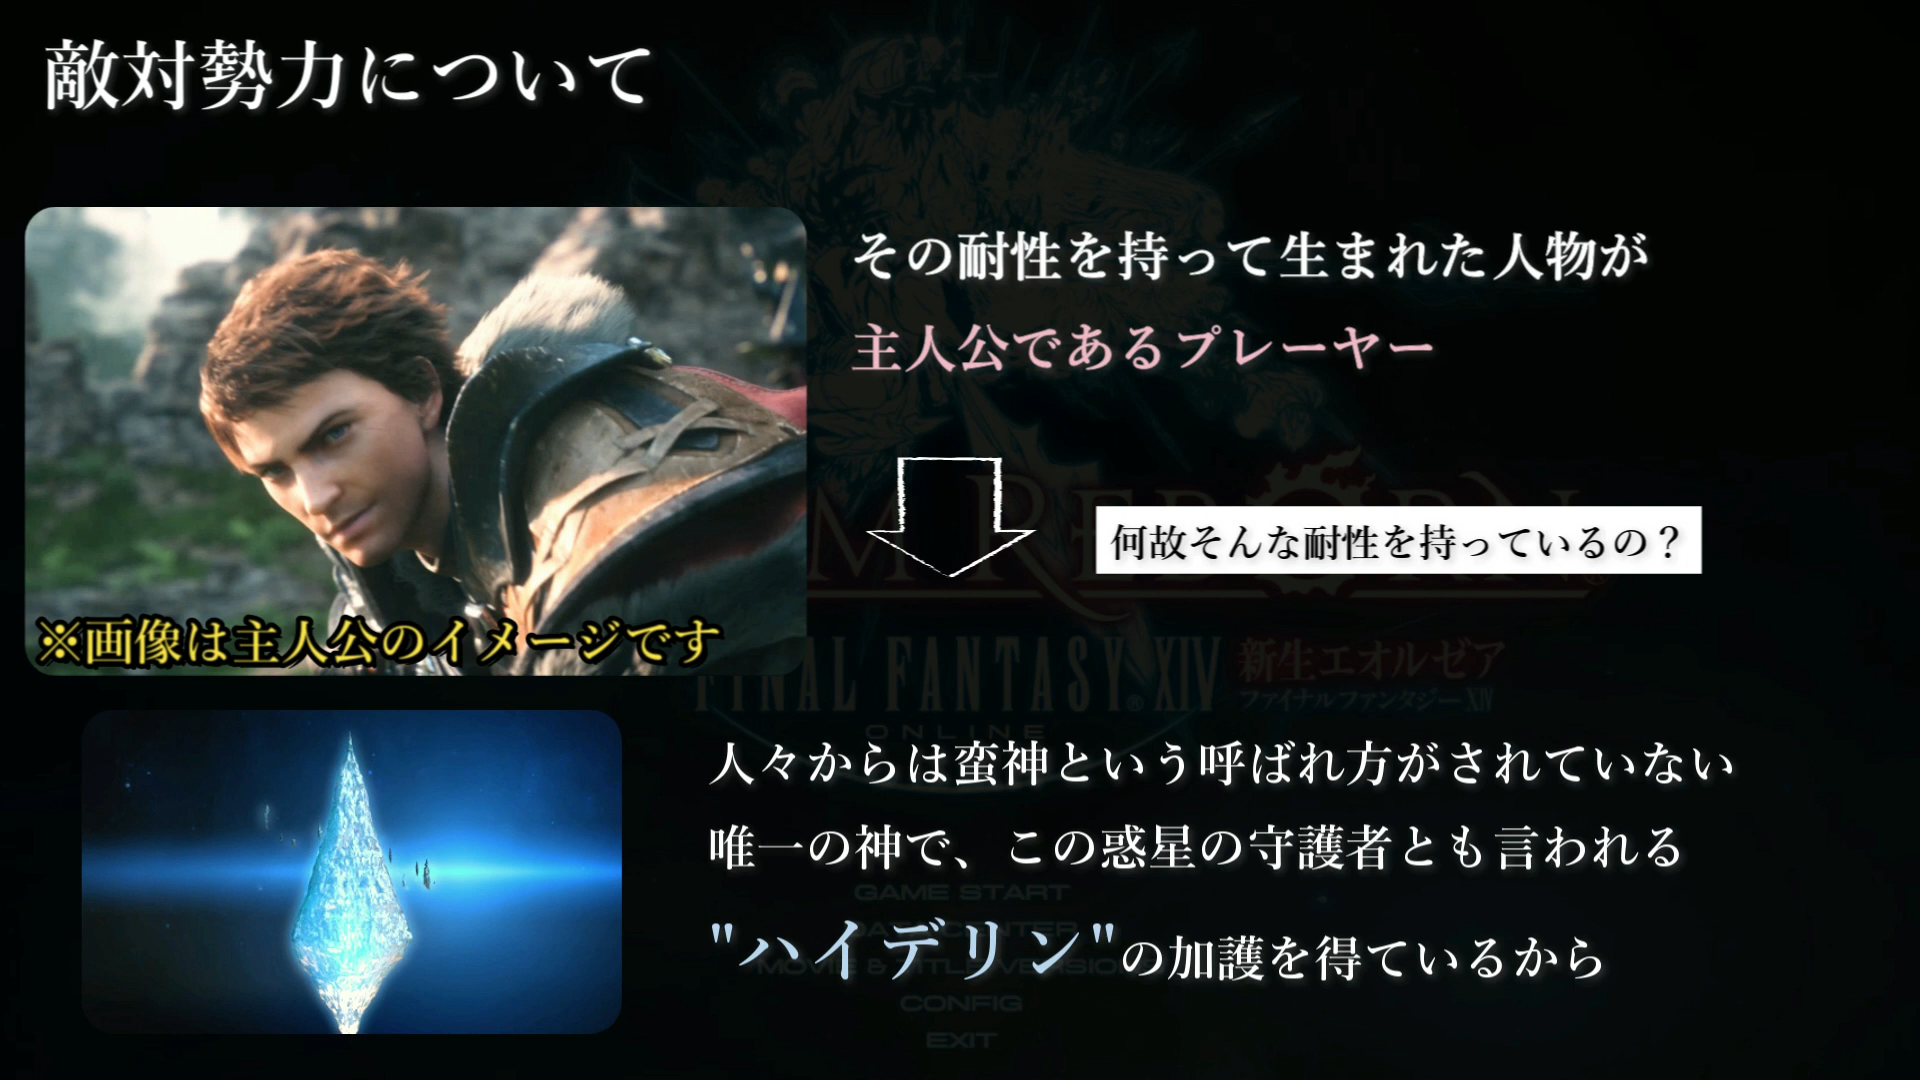 敵対勢力について
その耐性を持って生まれた人物が
主人公であるプレーヤー
何故そんな耐性を持っているの？
※画像は主人公のイメージです
M REBORN
FINAL FANTASY XIV 新生エオルゼア
ファイナルファンタジーXIV
ONLINE
人々からは蛮神という呼ばれ方がされていない
唯一の神で、この惑星の守護者とも言われる
GAME START
DATA CENTER
"ハイデリン"の加護を得ているから
MOVIE & TITLE VERSION
CONFIG
EXIT